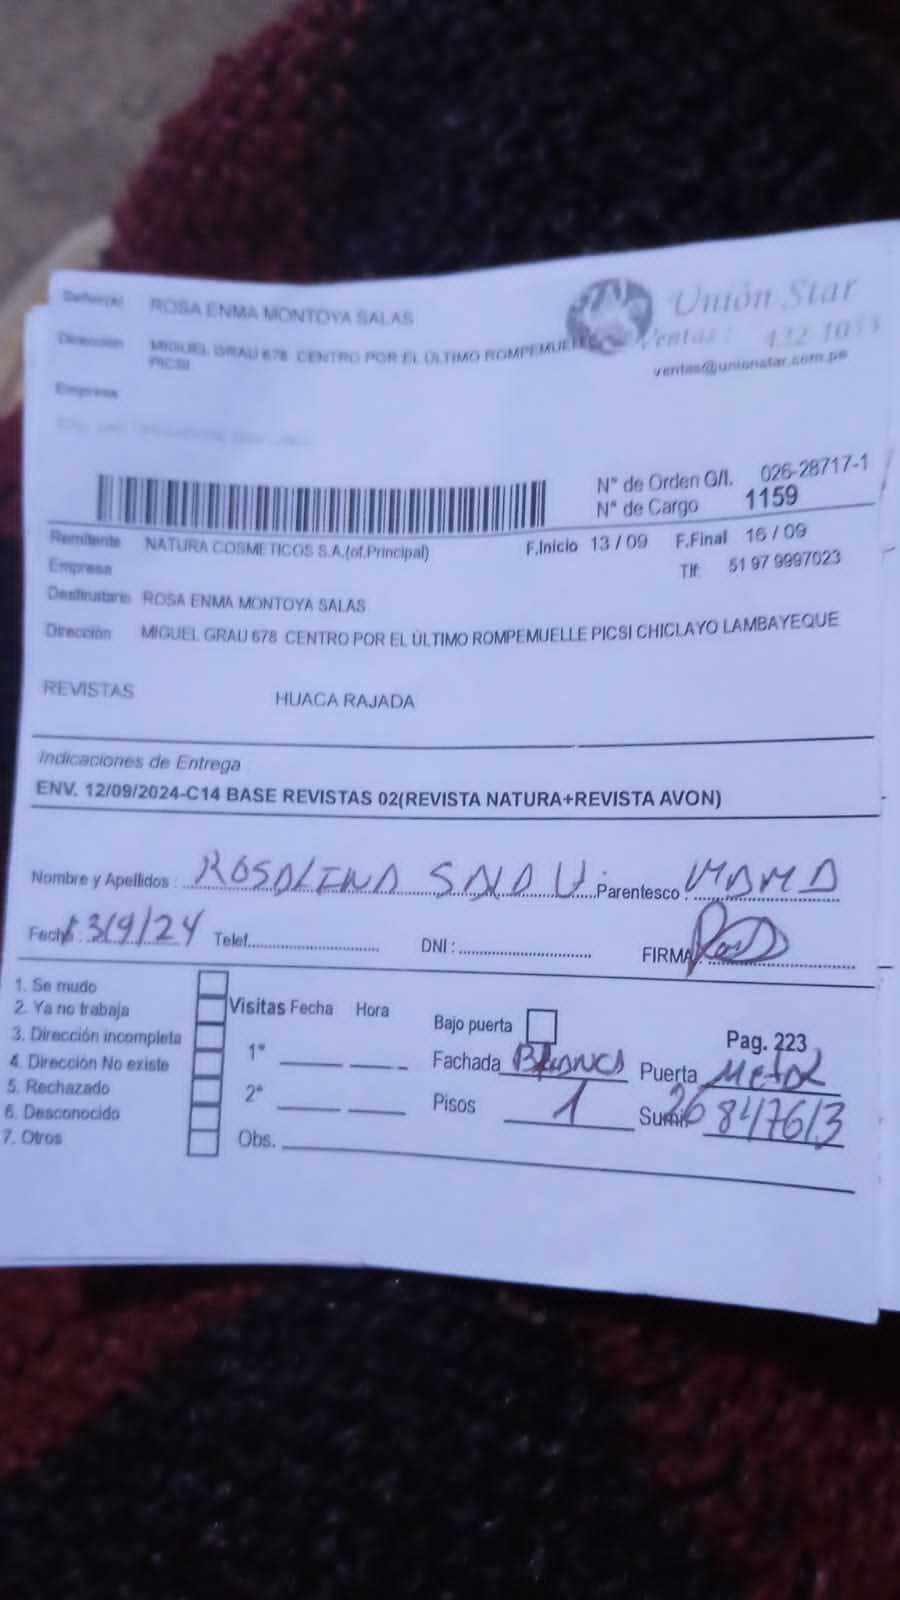 Señor(a) ROSA ENMA MONTOYA SALAS
Unión Star
Dirección MIGUEL GRAU 678 CENTRO POR EL ÚLTIMO ROMPEMUELLE
PICSI
Ventas: 422-1033
ventas@unionstar.com.pe
Empresa
N° de Orden G/I. 026-28717-1
N° de Cargo 1159
Remitente NATURA COSMETICOS S.A.(of.Principal) F.Inicio 13 / 09 F.Final 16 / 09
Empresa Tlf: 51 97 9997023
Destinatario ROSA ENMA MONTOYA SALAS
Dirección MIGUEL GRAU 678 CENTRO POR EL ÚLTIMO ROMPEMUELLE PICSI CHICLAYO LAMBAYEQUE
REVISTAS HUACA RAJADA
Indicaciones de Entrega
ENV. 12/09/2024-C14 BASE REVISTAS 02(REVISTA NATURA+REVISTA AVON)
Nombre y Apellidos : ROSALINA Parentesco : MAMA
Fecha : 13/9/24 Telef. DNI : FIRMA:
1. Se mudo
2. Ya no trabaja
3. Dirección incompleta
4. Dirección No existe
5. Rechazado
6. Desconocido
7. Otros
Visitas Fecha Hora
1°
2°
Obs.
Bajo puerta Pag. 223
Fachada BLANCA Puerta Metal
Pisos 1 Sumi. 26847613